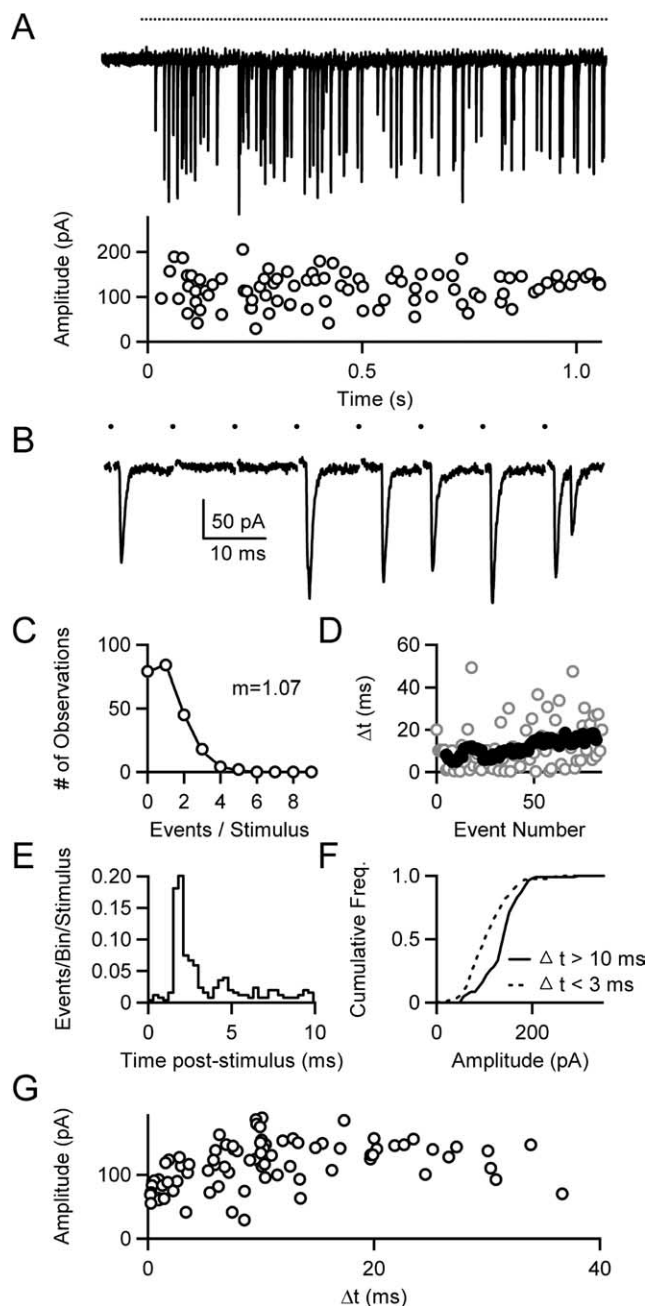 A
Amplitude (pA)
200
100
0
0
0.5
1.0
Time (s)
B
50 pA
10 ms
C
# of Observations
100
50
0
m=1.07
0
2
4
6
8
Events / Stimulus
D
Δt (ms)
60
40
20
0
0
50
Event Number
E
Events/Bin/Stimulus
0.20
0.15
0.10
0.05
0
0
5
10
Time post-stimulus (ms)
F
Cumulative Freq.
1.0
0.5
0
Δ t > 10 ms
Δ t < 3 ms
0
200
Amplitude (pA)
G
Amplitude (pA)
100
0
0
20
40
Δt (ms)